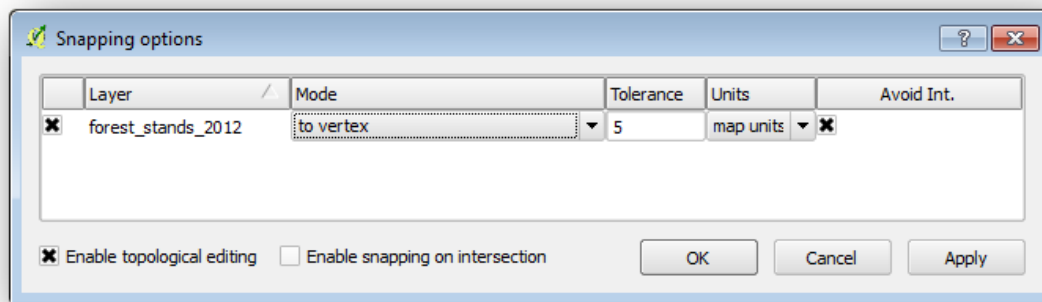 Snapping options
Layer Mode Tolerance Units Avoid Int.
forest_stands_2012 to vertex 5 map units
Enable topological editing Enable snapping on intersection OK Cancel Apply